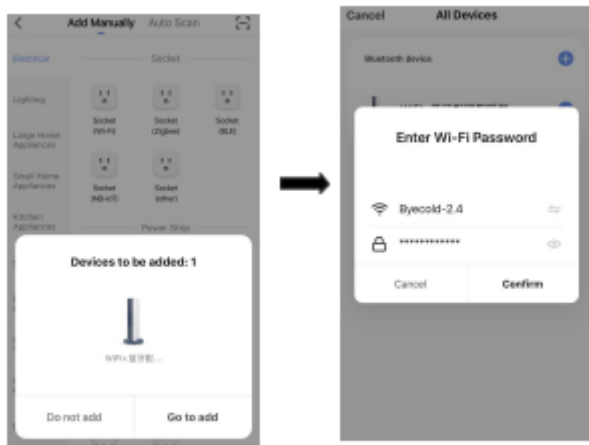 Add Manually Auto Scan
Electrical Socket
Lighting
Socket Socket Socket
(Wi-Fi) (Zigbee) (BLE)
Large Home
Appliances
Small Home
Appliances
Socket Socket
(NB-IoT) (other)
Kitchen
Appliances
Power Strip
Devices to be added: 1
Do not add Go to add
Cancel All Devices
Bluetooth device
Enter Wi-Fi Password
Byecold-2.4
************
Cancel Confirm